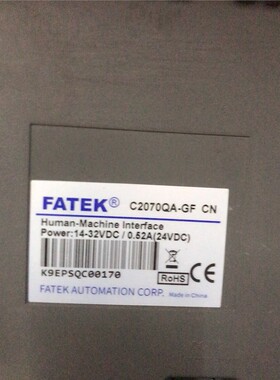 FATEK® C2070QA-GF CN
Human-Machine Interface
Power:14-32VDC / 0.52A(24VDC)
K9EPSQC00170
RoHS
CE
FATEK AUTOMATION CORP. Made in China